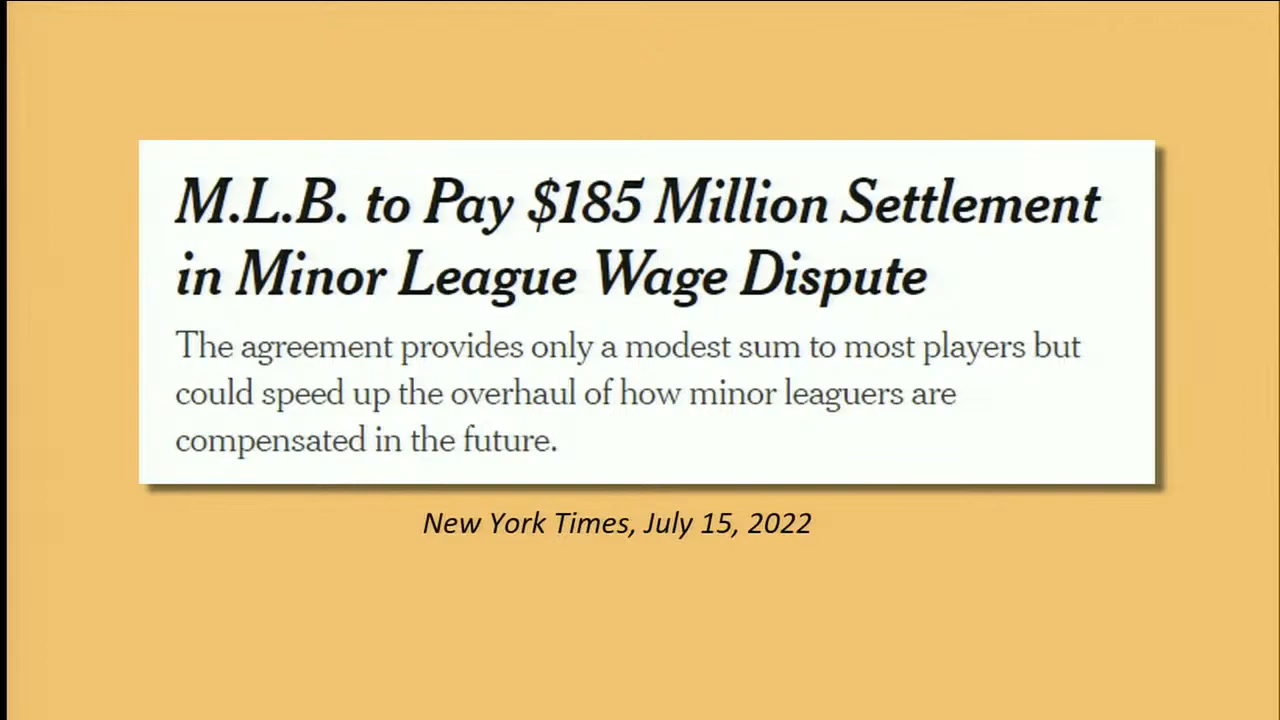 M.L.B. to Pay $185 Million Settlement
in Minor League Wage Dispute
The agreement provides only a modest sum to most players but
could speed up the overhaul of how minor leaguers are
compensated in the future.
New York Times, July 15, 2022